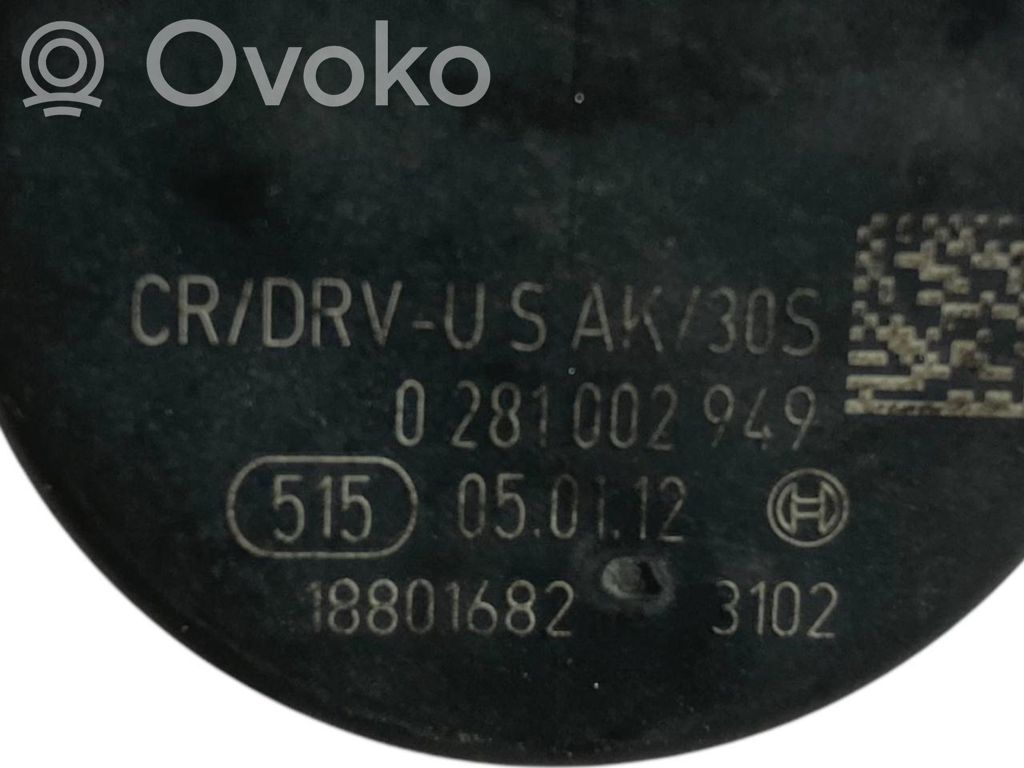 Ovoko
CR/DRV-U S AK/30S
0 281 002 949
515 05.01.12
18801682 3102